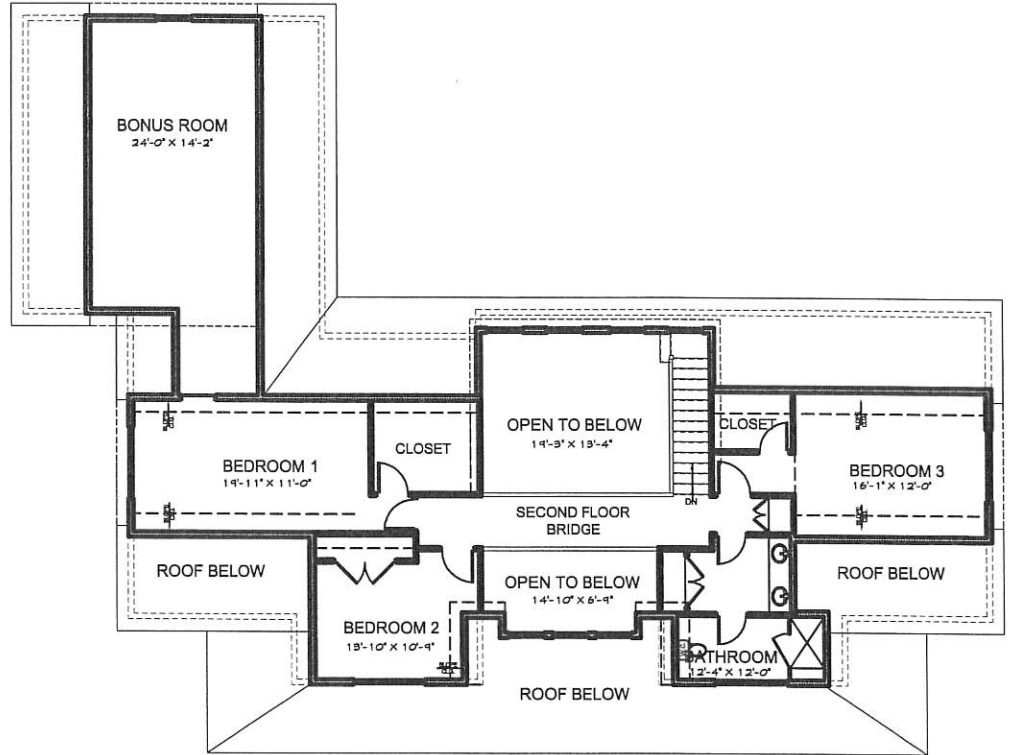 BONUS ROOM
24'-0" X 14'-2"
OPEN TO BELOW
19'-3" X 13'-4"
CLOSET
CLOSET
BEDROOM 1
19'-11" X 11'-0"
BEDROOM 3
16'-1" X 12'-0"
DN
SECOND FLOOR
BRIDGE
ROOF BELOW
OPEN TO BELOW
14'-10" X 6'-9"
ROOF BELOW
BEDROOM 2
13'-10" X 10'-9"
BATHROOM
12'-4" X 12'-0"
ROOF BELOW